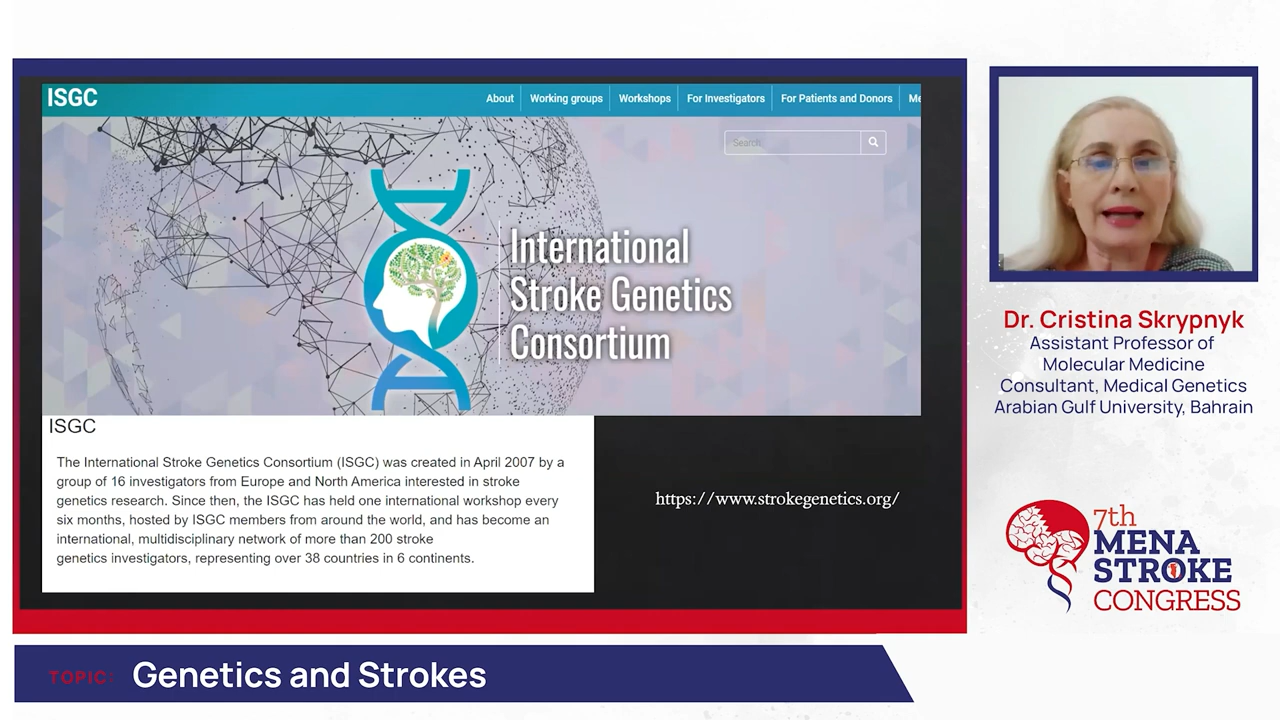 ISGC
About
Working groups
Workshops
For Investigators
For Patients and Donors
Me
Search
International
Stroke Genetics
Consortium
ISGC
The International Stroke Genetics Consortium (ISGC) was created in April 2007 by a
group of 16 investigators from Europe and North America interested in stroke
genetics research. Since then, the ISGC has held one international workshop every
six months, hosted by ISGC members from around the world, and has become an
international, multidisciplinary network of more than 200 stroke
genetics investigators, representing over 38 countries in 6 continents.
https://www.strokegenetics.org/
Dr. Cristina Skrypnyk
Assistant Professor of
Molecular Medicine
Consultant, Medical Genetics
Arabian Gulf University, Bahrain
7th
MENA
STROKE
CONGRESS
TOPIC: Genetics and Strokes